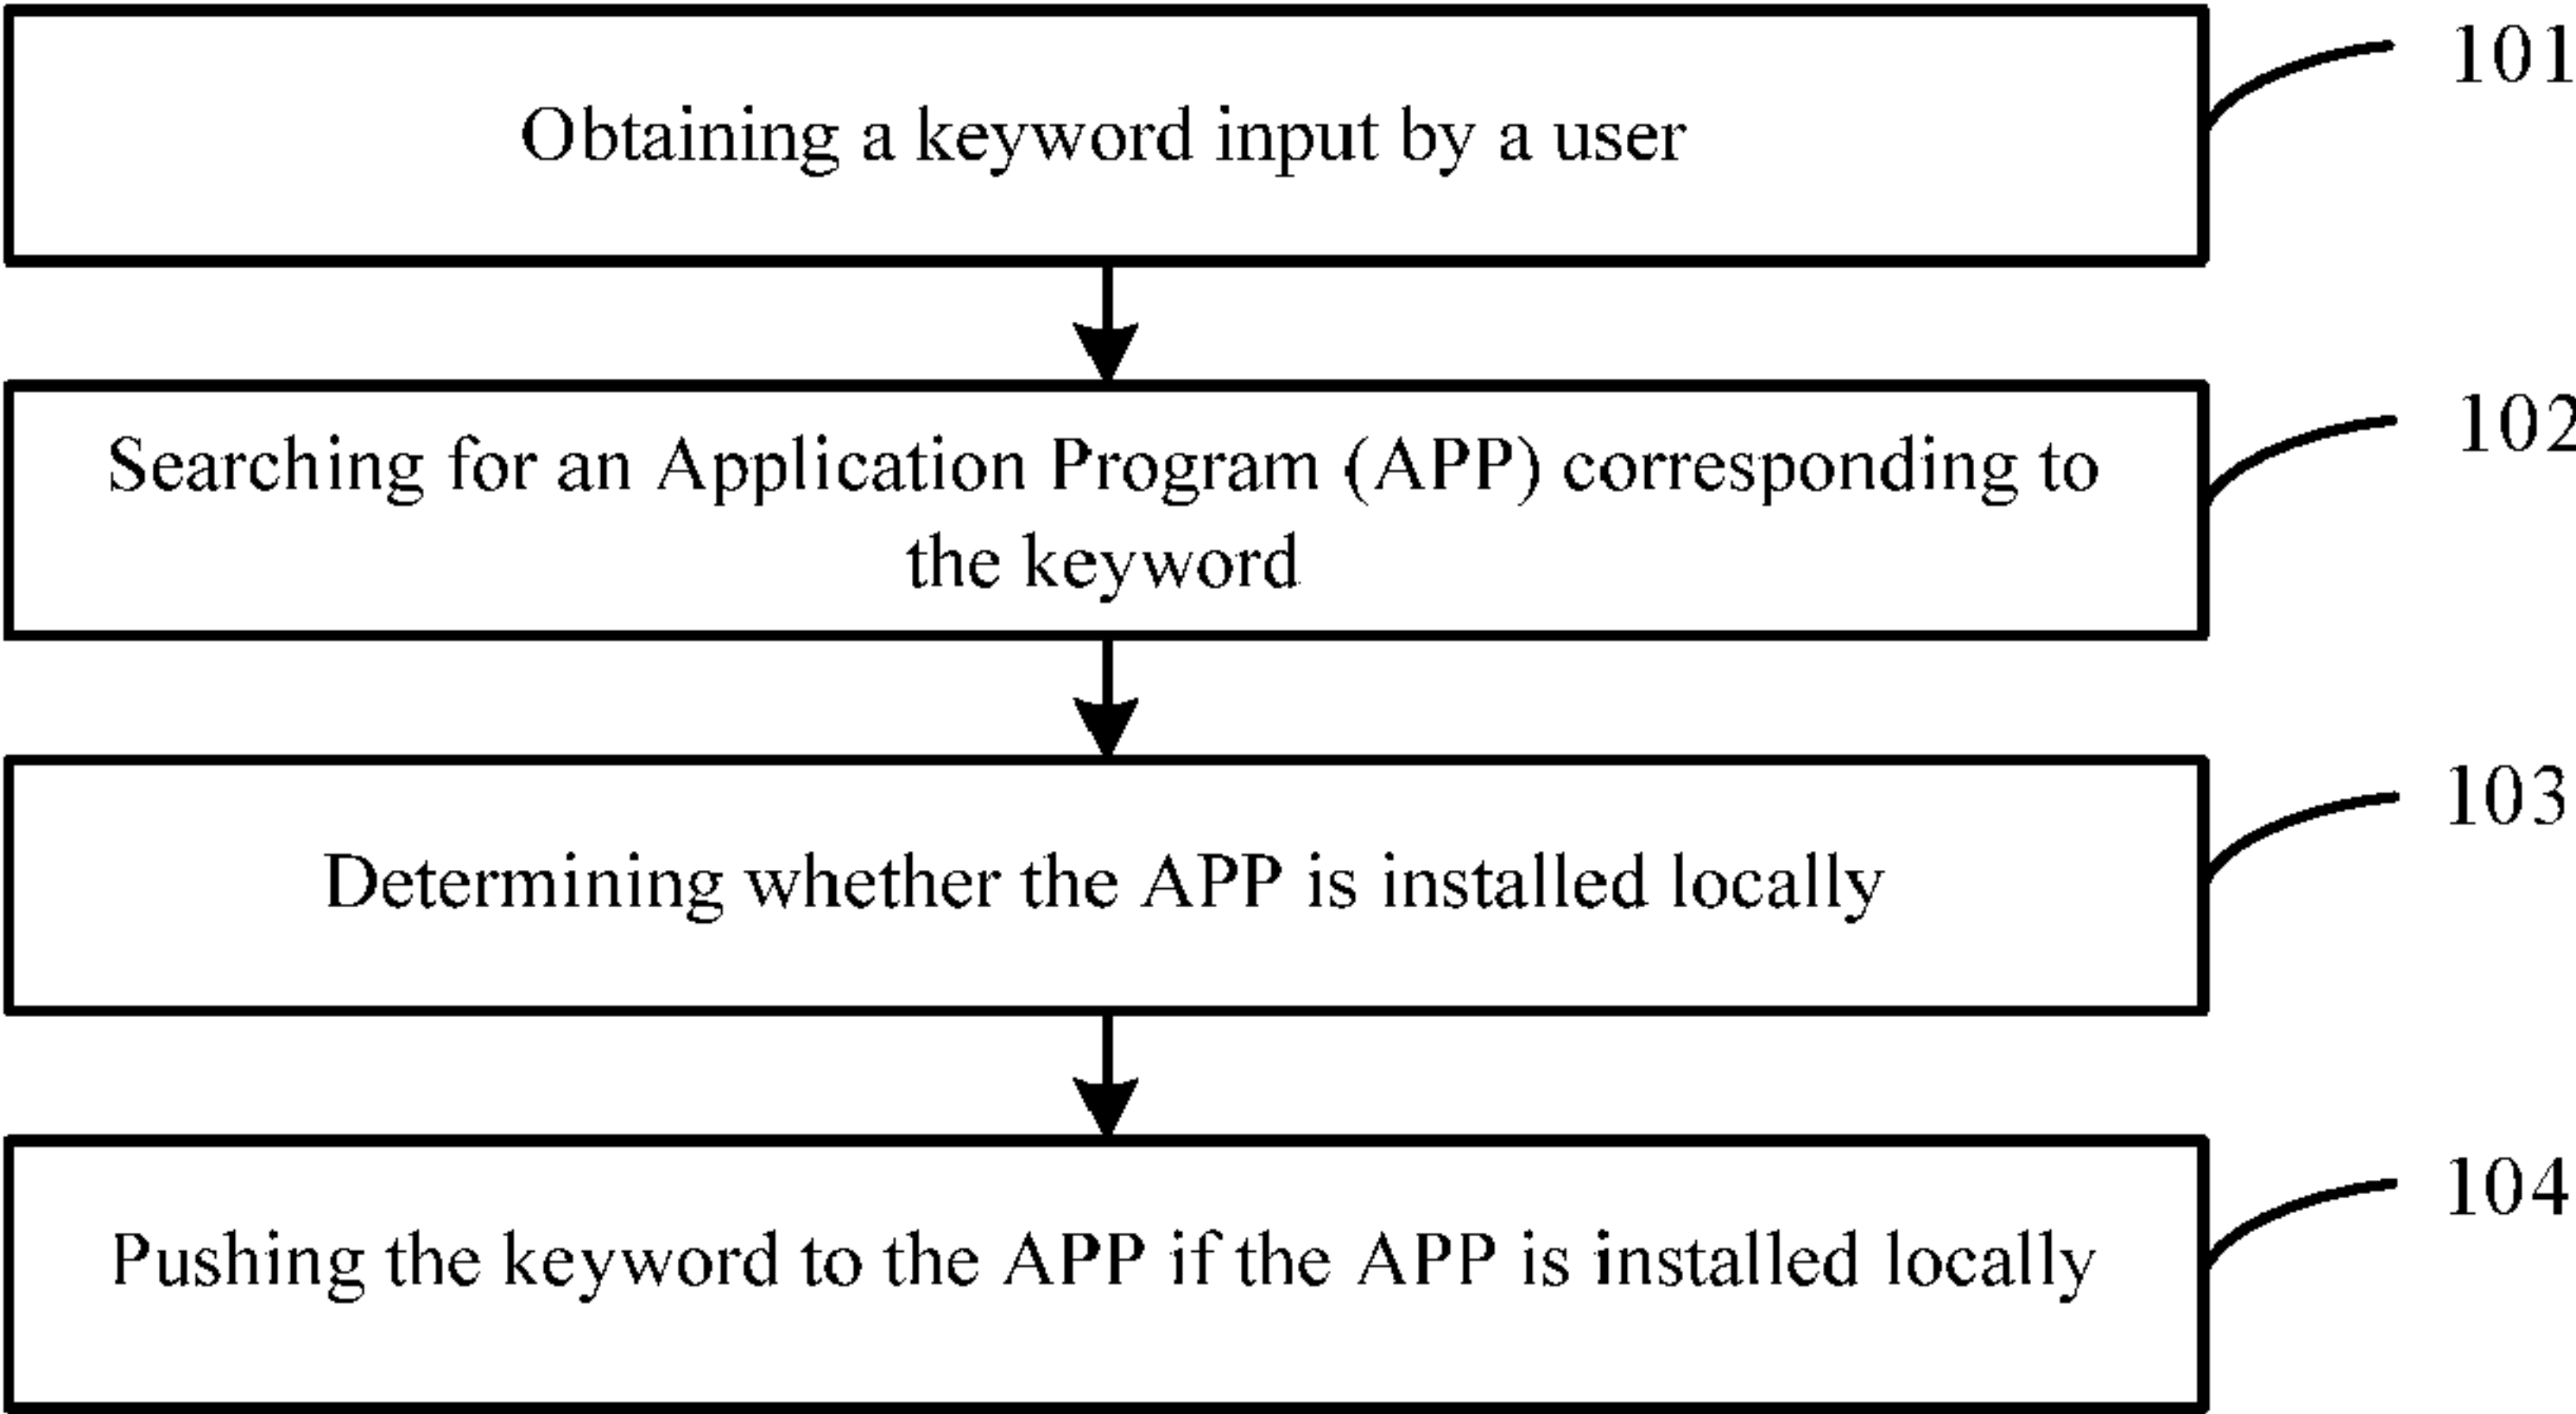 Obtaining a keyword input by a user
101
Searching for an Application Program (APP) corresponding to
the keyword
102
Determining whether the APP is installed locally
103
Pushing the keyword to the APP if the APP is installed locally
104